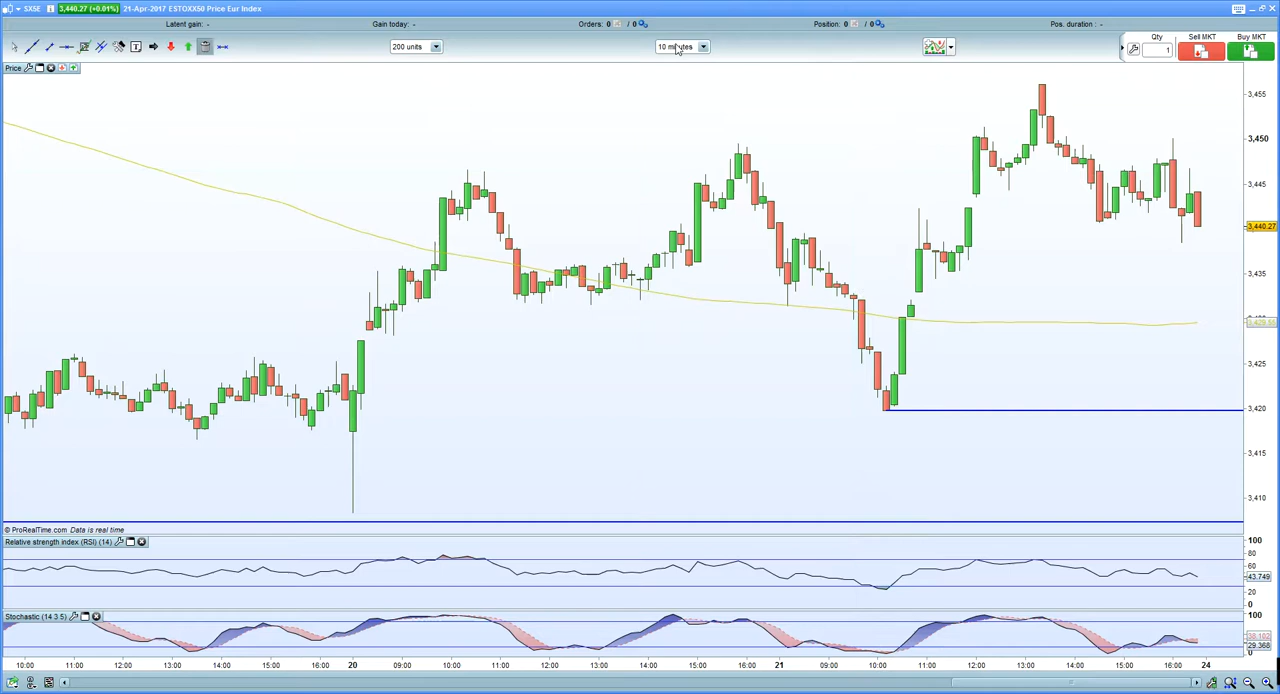 SX5E 3,440.27 (+0.01%) 21-Apr-2017 ESTOXX50 Price Eur Index
Latent gain: - Gain today: - Orders: 0 / 0 Position: 0 / 0 Pos. duration : -
200 units 10 minutes Qty Sell MKT Buy MKT
1
Price
3,455
3,450
3,445
3,440.27
3,435
3,425
3,420
3,415
3,410
© ProRealTime.com Data is real time
Relative strength index (RSI) (14)
100
80
60
43.749
20
0
Stochastic (14 3 5)
100
29.368
0
10:00 11:00 12:00 13:00 14:00 15:00 16:00 20 09:00 10:00 11:00 12:00 13:00 14:00 15:00 16:00 21 09:00 10:00 11:00 12:00 13:00 14:00 15:00 16:00 24